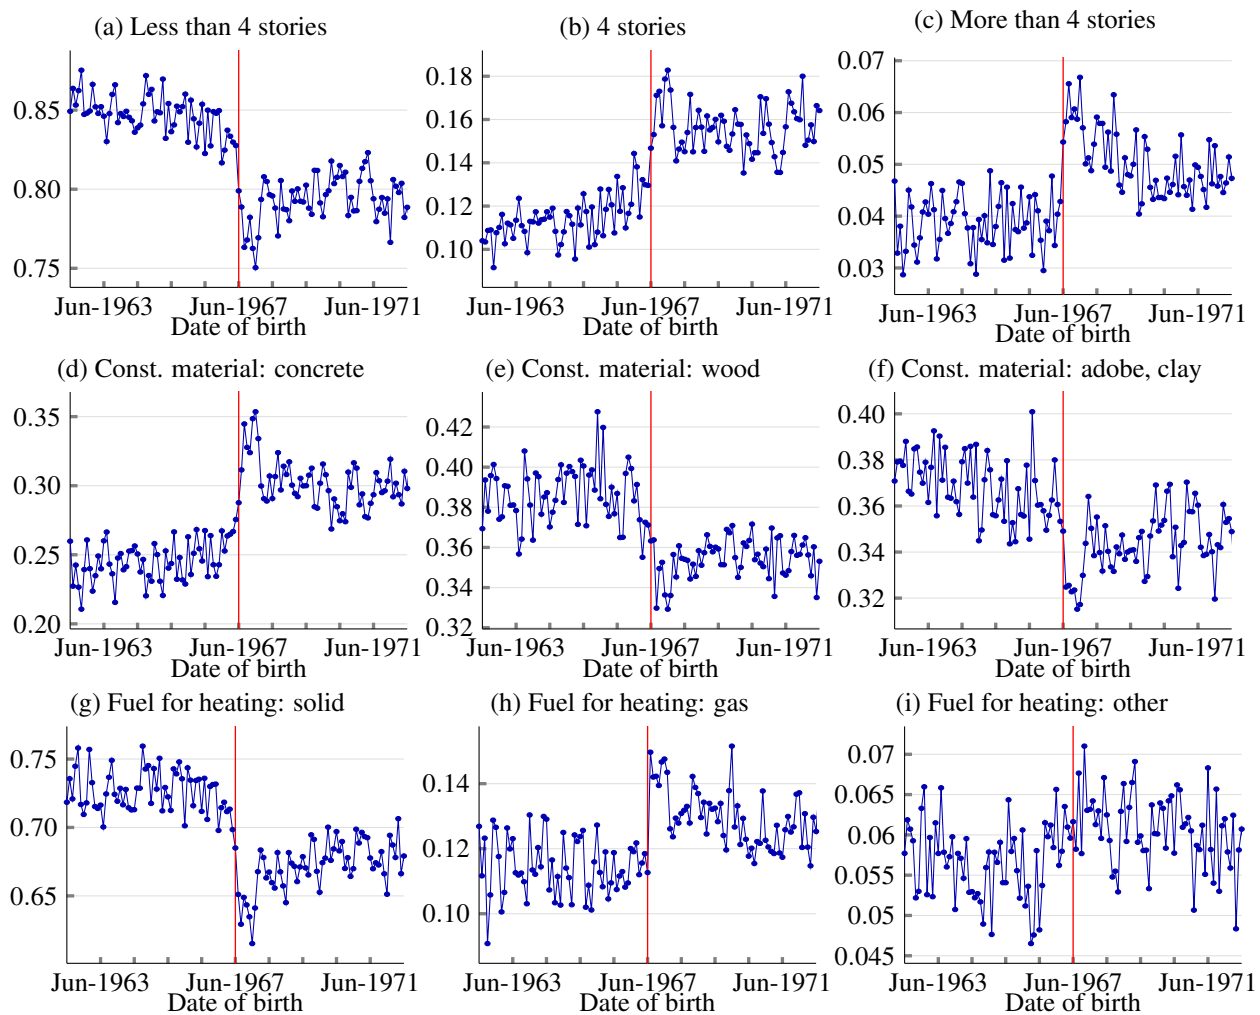 (a) Less than 4 stories
0.85
0.80
0.75
Jun-1963 Jun-1967 Jun-1971
Date of birth
(b) 4 stories
0.18
0.16
0.14
0.12
0.10
Jun-1963 Jun-1967 Jun-1971
Date of birth
(c) More than 4 stories
0.07
0.06
0.05
0.04
0.03
Jun-1963 Jun-1967 Jun-1971
Date of birth
(d) Const. material: concrete
0.35
0.30
0.25
0.20
Jun-1963 Jun-1967 Jun-1971
Date of birth
(e) Const. material: wood
0.42
0.40
0.38
0.36
0.34
0.32
Jun-1963 Jun-1967 Jun-1971
Date of birth
(f) Const. material: adobe, clay
0.40
0.38
0.36
0.34
0.32
Jun-1963 Jun-1967 Jun-1971
Date of birth
(g) Fuel for heating: solid
0.75
0.70
0.65
Jun-1963 Jun-1967 Jun-1971
Date of birth
(h) Fuel for heating: gas
0.14
0.12
0.10
Jun-1963 Jun-1967 Jun-1971
Date of birth
(i) Fuel for heating: other
0.07
0.065
0.06
0.055
0.05
0.045
Jun-1963 Jun-1967 Jun-1971
Date of birth